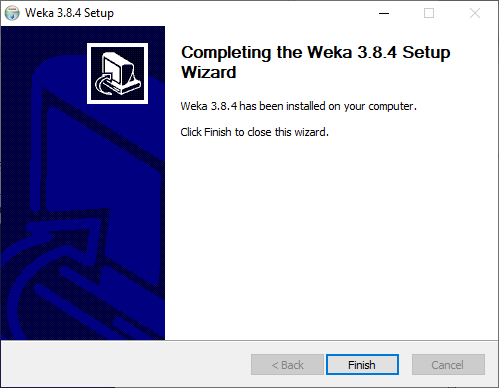 Weka 3.8.4 Setup
Completing the Weka 3.8.4 Setup
Wizard
Weka 3.8.4 has been installed on your computer.
Click Finish to close this wizard.
< Back
Finish
Cancel